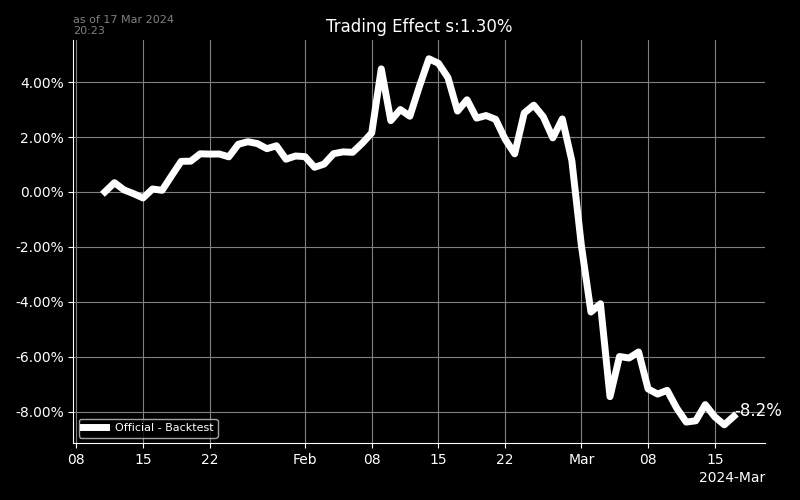 as of 17 Mar 2024
20:23
Trading Effect s:1.30%
4.00%
2.00%
0.00%
-2.00%
-4.00%
-6.00%
-8.00%
-8.2%
Official - Backtest
08 15 22 Feb 08 15 22 Mar 08 15
2024-Mar